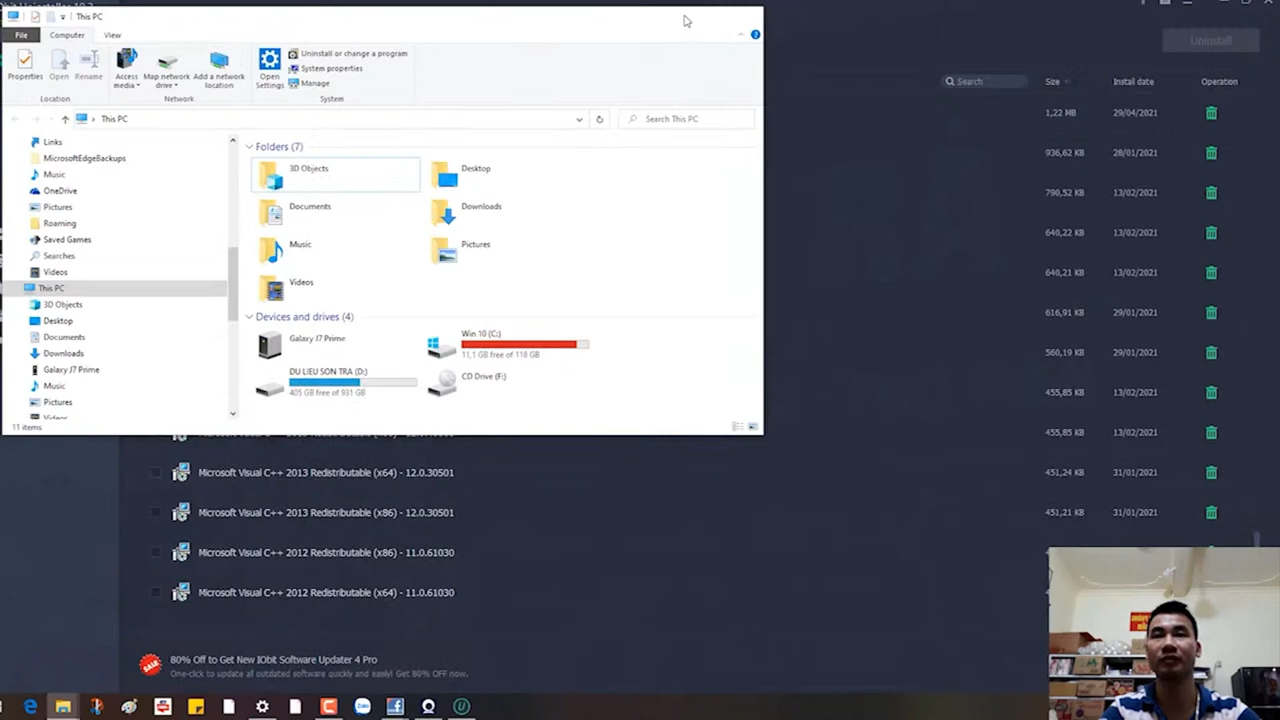 This PC
File
Computer
View
Uninstall
Properties
Open
Rename
Access media
Map network drive
Add a network location
Open Settings
Uninstall or change a program
System properties
Manage
Location
Network
System
This PC
Search This PC
Search
Size
Install date
Operation
Links
MicrosoftEdgeBackups
Music
OneDrive
Pictures
Roaming
Saved Games
Searches
Videos
This PC
3D Objects
Desktop
Documents
Downloads
Galaxy J7 Prime
Music
Pictures
Videos
11 items
Folders (7)
3D Objects
Desktop
Documents
Downloads
Music
Pictures
Videos
Devices and drives (4)
Galaxy J7 Prime
Win 10 (C:)
11,1 GB free of 118 GB
DU LIEU SON TRA (D:)
405 GB free of 931 GB
CD Drive (F:)
1,22 MB 29/04/2021
936,62 KB 28/01/2021
790,52 KB 13/02/2021
640,22 KB 13/02/2021
640,21 KB 13/02/2021
616,91 KB 29/01/2021
560,19 KB 29/01/2021
455,85 KB 13/02/2021
455,85 KB 13/02/2021
Microsoft Visual C++ 2013 Redistributable (x64) - 12.0.30501 451,24 KB 31/01/2021
Microsoft Visual C++ 2013 Redistributable (x86) - 12.0.30501 451,21 KB 31/01/2021
Microsoft Visual C++ 2012 Redistributable (x86) - 11.0.61030
Microsoft Visual C++ 2012 Redistributable (x64) - 11.0.61030
SALE
80% Off to Get New IObit Software Updater 4 Pro
One-click to update all outdated software quickly and easily! Get 80% OFF now.
Zalo